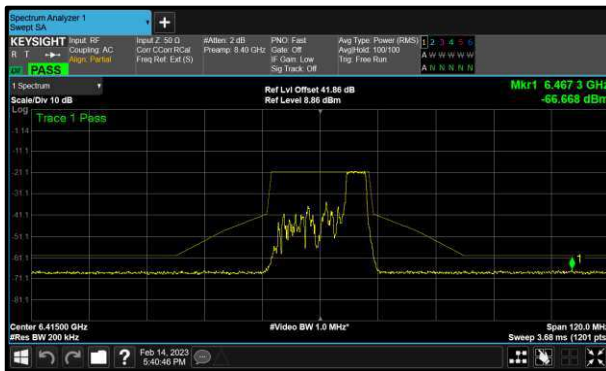 Spectrum Analyzer 1
Swept SA
KEYSIGHT
R T
PASS
Input: RF
Coupling: AC
Align: Partial
Input Z: 50 Ω
Corr CCorr RCal
Freq Ref: Ext (S)
#Atten: 2 dB
Preamp: 8.40 GHz
PNO: Fast
Gate: Off
IF Gain: Low
Sig Track: Off
Avg Type: Power (RMS)
Avg|Hold: 100/100
Trig: Free Run
1 2 3 4 5 6
A W W W W W
A N N N N N
1 Spectrum
Scale/Div 10 dB
Ref Lvl Offset 41.86 dB
Ref Level 8.86 dBm
Mkr1 6.467 3 GHz
-66.668 dBm
Log
Trace 1 Pass
-1.14
-11.1
-21.1
-31.1
-41.1
-51.1
-61.1
-71.1
-81.1
1
Center 6.41500 GHz
#Res BW 200 kHz
#Video BW 1.0 MHz*
Span 120.0 MHz
Sweep 3.68 ms (1201 pts)
?
Feb 14, 2023
5:40:46 PM